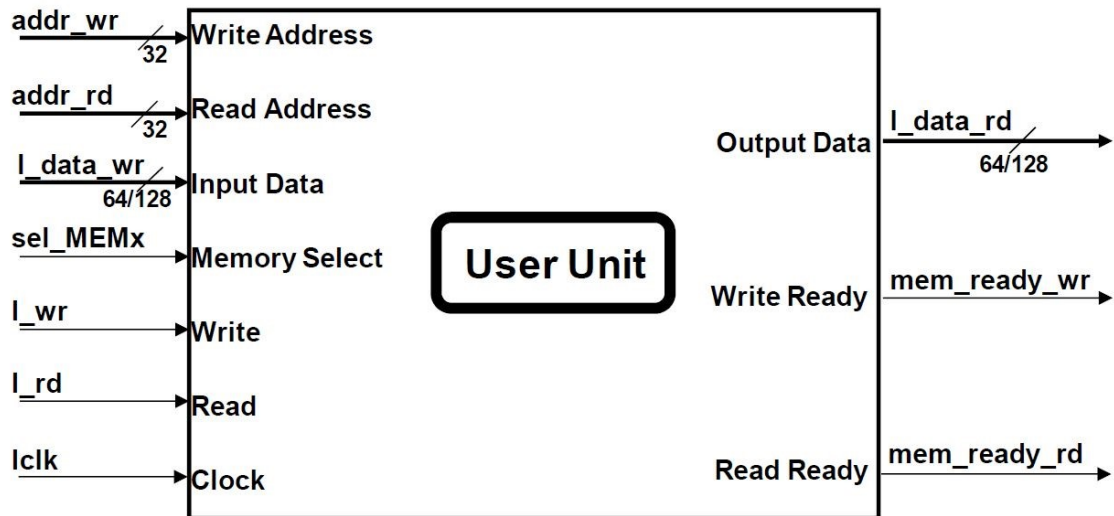 addr_wr
32
Write Address
addr_rd
32
Read Address
l_data_wr
64/128
Input Data
sel_MEMx
Memory Select
l_wr
Write
l_rd
Read
lclk
Clock
User Unit
Output Data
l_data_rd
64/128
Write Ready
mem_ready_wr
Read Ready
mem_ready_rd